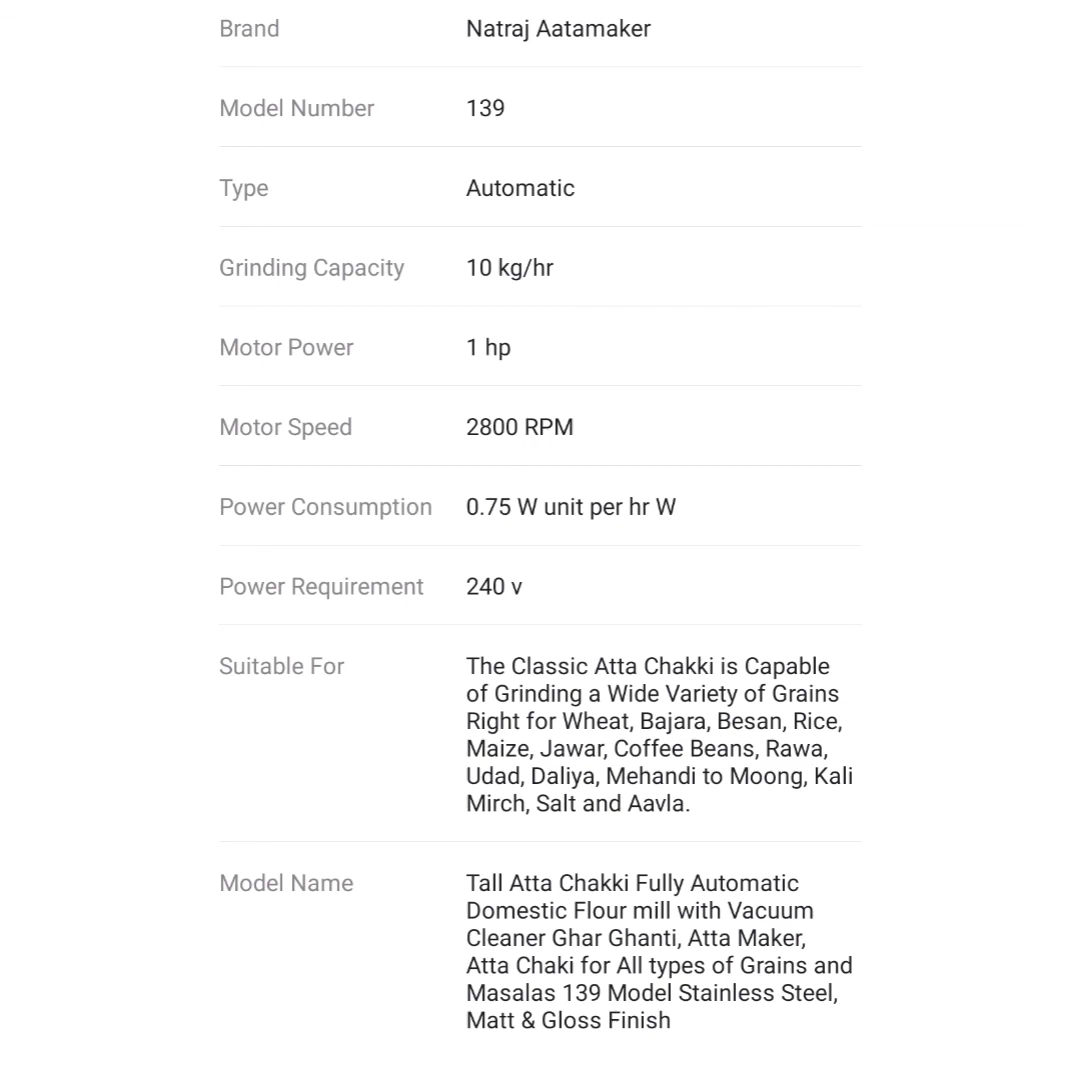 Brand Natraj Aatamaker
Model Number 139
Type Automatic
Grinding Capacity 10 kg/hr
Motor Power 1 hp
Motor Speed 2800 RPM
Power Consumption 0.75 W unit per hr W
Power Requirement 240 v
Suitable For The Classic Atta Chakki is Capable
of Grinding a Wide Variety of Grains
Right for Wheat, Bajara, Besan, Rice,
Maize, Jawar, Coffee Beans, Rawa,
Udad, Daliya, Mehandi to Moong, Kali
Mirch, Salt and Aavla.
Model Name Tall Atta Chakki Fully Automatic
Domestic Flour mill with Vacuum
Cleaner Ghar Ghanti, Atta Maker,
Atta Chaki for All types of Grains and
Masalas 139 Model Stainless Steel,
Matt & Gloss Finish